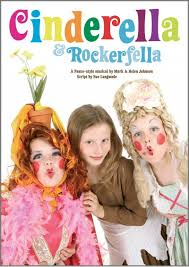 Cinderella
& Rockerfella
A Panto-style musical by Mark & Helen Johnson
Script by Sue Langwade